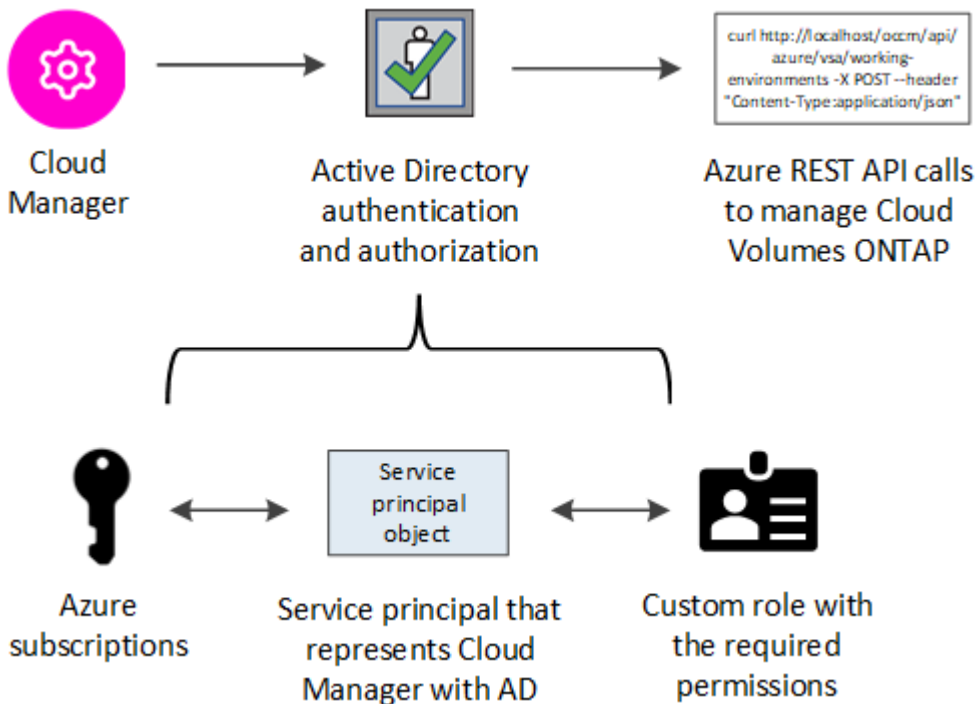 curl http://localhost/occm/api/
azure/vsa/working-
environments -X POST --header
"Content-Type:application/json"
Cloud
Manager
Active Directory
authentication
and authorization
Azure REST API calls
to manage Cloud
Volumes ONTAP
Service
principal
object
Azure
subscriptions
Service principal that
represents Cloud
Manager with AD
Custom role with
the required
permissions